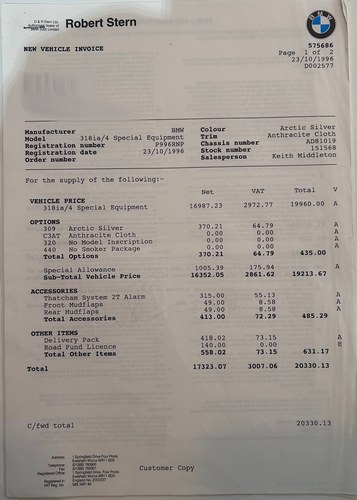 Robert Stern
BMW
NEW VEHICLE INVOICE
575686
Page 1 of 2
23/10/1996
D002577
Manufacturer BMW Colour Arctic Silver
Model 318ia/4 Special Equipment Trim Anthracite Cloth
Registration number P996RNP Chassis number AD81019
Registration date 23/10/1996 Stock number 151568
Order number Salesperson Keith Middleton
For the supply of the following:-
Net VAT Total V
VEHICLE PRICE
318ia/4 Special Equipment 16987.23 2972.77 19960.00 A
OPTIONS
309 Arctic Silver 370.21 64.79 A
C3AT Anthracite Cloth 0.00 0.00 A
320 No Model Inscription 0.00 0.00 A
440 No Smoker Package 0.00 0.00 A
Total Options 370.21 64.79 435.00
Special Allowance 1005.39 175.94 A
Sub-Total Vehicle Price 16352.05 2861.62 19213.67
ACCESSORIES
Thatcham System 2T Alarm 315.00 55.13 A
Front Mudflaps 49.00 8.58 A
Rear Mudflaps 49.00 8.58 A
Total Accessories 413.00 72.29 485.29
OTHER ITEMS
Delivery Pack 418.02 73.15 A
Road Fund Licence 140.00 0.00 E
Total Other Items 558.02 73.15 631.17
Total 17323.07 3007.06 20330.13
C/fwd total 20330.13
Customer Copy